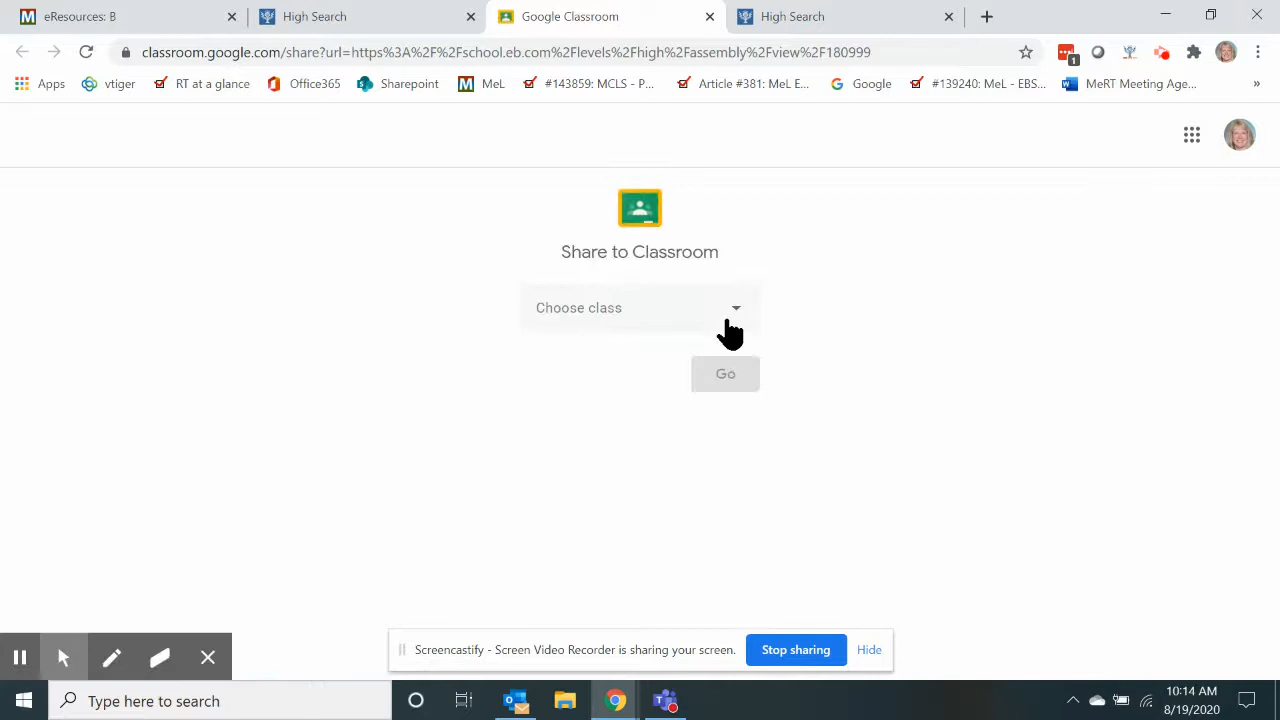 eResources: B
High Search
Google Classroom
High Search
classroom.google.com/share?url=https%3A%2F%2Fschool.eb.com%2Flevels%2Fhigh%2Fassembly%2Fview%2F180999
1
Apps
vtiger
RT at a glance
Office365
Sharepoint
MeL
#143859: MCLS - P...
Article #381: MeL E...
Google
#139240: MeL - EBS...
MeRT Meeting Age...
»
Share to Classroom
Choose class
Go
Screencastify - Screen Video Recorder is sharing your screen.
Stop sharing
Hide
Type here to search
10:14 AM
8/19/2020